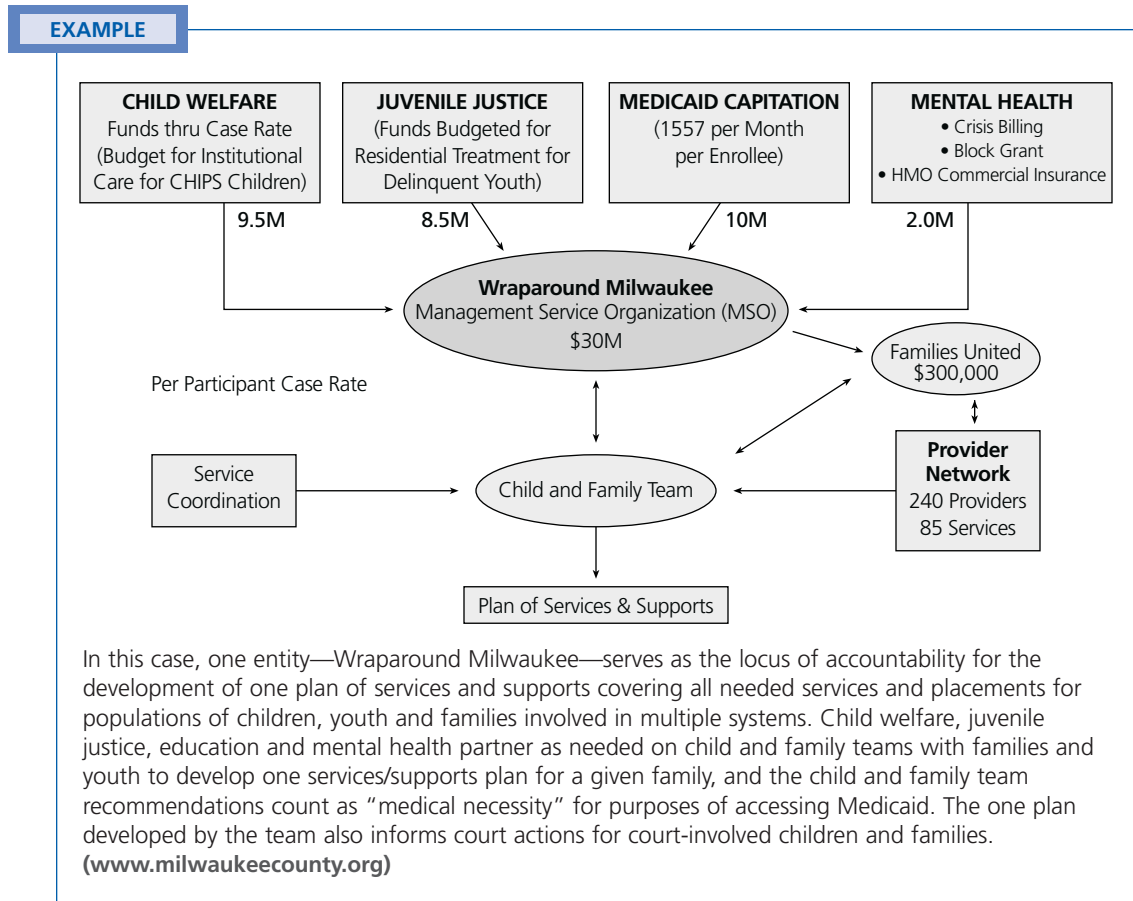 EXAMPLE
CHILD WELFARE
Funds thru Case Rate
(Budget for Institutional
Care for CHIPS Children)
JUVENILE JUSTICE
(Funds Budgeted for
Residential Treatment for
Delinquent Youth)
MEDICAID CAPITATION
(1557 per Month
per Enrollee)
MENTAL HEALTH
• Crisis Billing
• Block Grant
• HMO Commercial Insurance
9.5M
8.5M
10M
2.0M
Wraparound Milwaukee
Management Service Organization (MSO)
$30M
Families United
$300,000
Per Participant Case Rate
Service
Coordination
Child and Family Team
Provider
Network
240 Providers
85 Services
Plan of Services & Supports
In this case, one entity—Wraparound Milwaukee—serves as the locus of accountability for the
development of one plan of services and supports covering all needed services and placements for
populations of children, youth and families involved in multiple systems. Child welfare, juvenile
justice, education and mental health partner as needed on child and family teams with families and
youth to develop one services/supports plan for a given family, and the child and family team
recommendations count as “medical necessity” for purposes of accessing Medicaid. The one plan
developed by the team also informs court actions for court-involved children and families.
(www.milwaukeecounty.org)